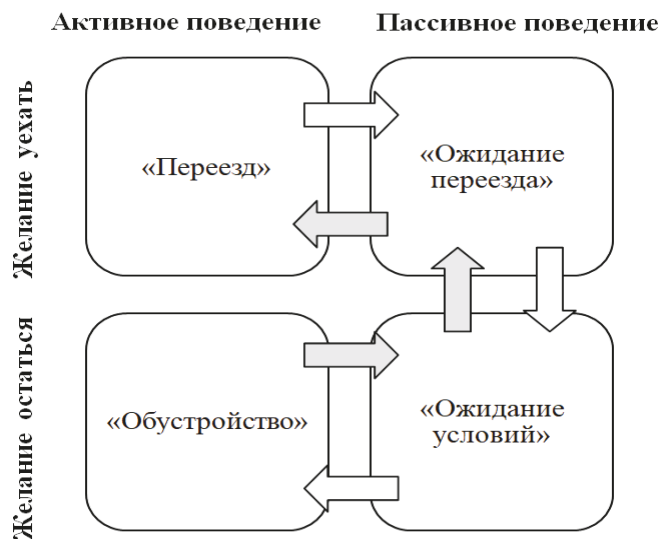 Активное поведение
Пассивное поведение
Желание уехать
«Переезд»
«Ожидание
переезда»
Желание остаться
«Обустройство»
«Ожидание
условий»